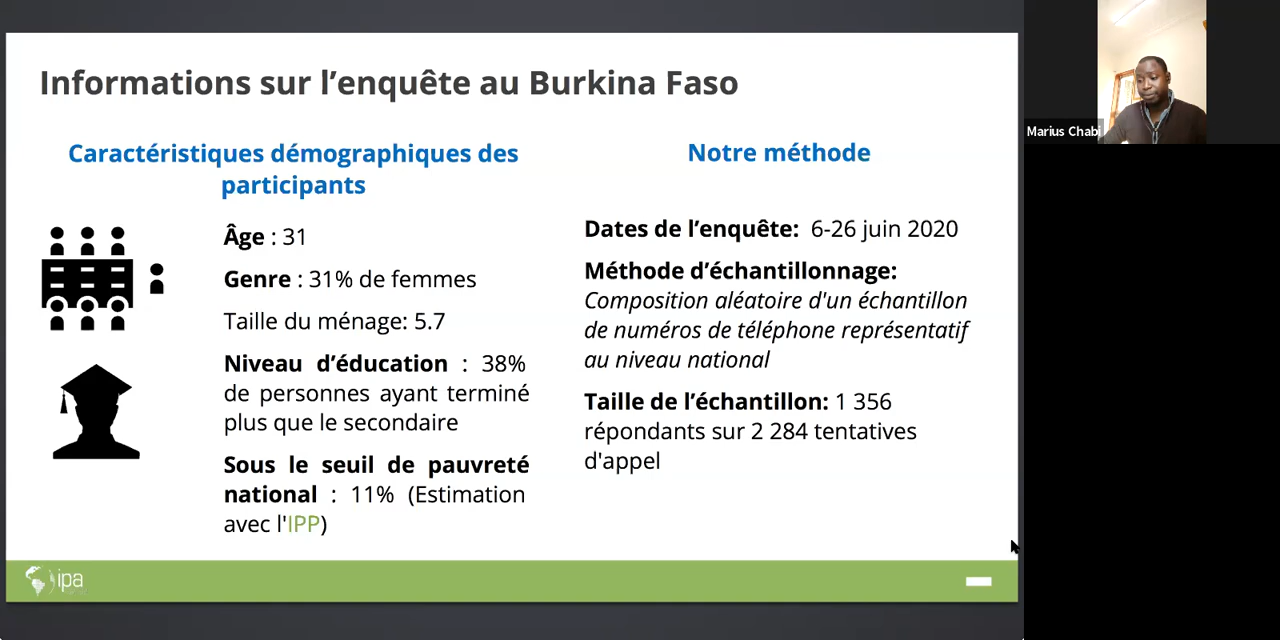 Informations sur l’enquête au Burkina Faso
Caractéristiques démographiques des
participants
Âge : 31
Genre : 31% de femmes
Taille du ménage: 5.7
Niveau d’éducation : 38%
de personnes ayant terminé
plus que le secondaire
Sous le seuil de pauvreté
national : 11% (Estimation
avec l'IPP)
Notre méthode
Dates de l’enquête: 6-26 juin 2020
Méthode d’échantillonnage:
Composition aléatoire d'un échantillon
de numéros de téléphone représentatif
au niveau national
Taille de l’échantillon: 1 356
répondants sur 2 284 tentatives
d'appel
ipa
Marius Chabi